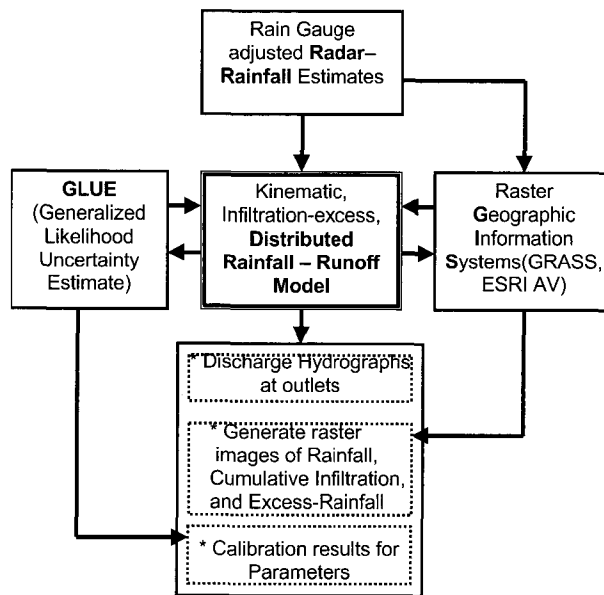 Rain Gauge
adjusted Radar–
Rainfall Estimates
GLUE
(Generalized
Likelihood
Uncertainty
Estimate)
Kinematic,
Infiltration-excess,
Distributed
Rainfall – Runoff
Model
Raster
Geographic
Information
Systems(GRASS,
ESRI AV)
* Discharge Hydrographs
at outlets
* Generate raster
images of Rainfall,
Cumulative Infiltration,
and Excess-Rainfall
* Calibration results for
Parameters